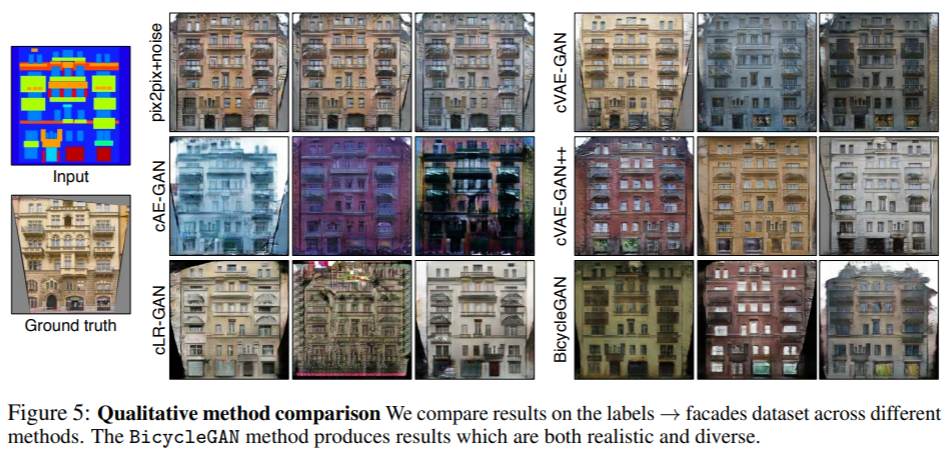 Input
Ground truth
pix2pix+noise
cAE-GAN
cLR-GAN
cVAE-GAN
cVAE-GAN++
BicycleGAN
Figure 5: Qualitative method comparison We compare results on the labels → facades dataset across different
methods. The BicycleGAN method produces results which are both realistic and diverse.